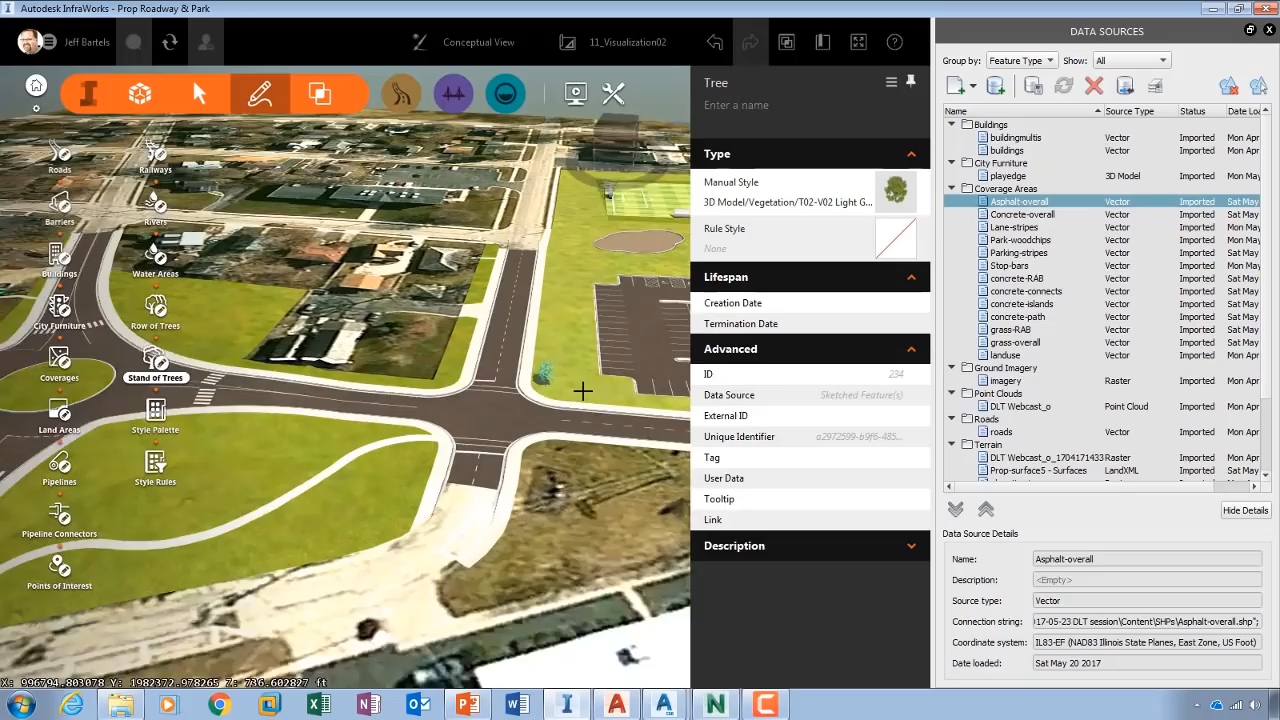 Autodesk InfraWorks - Prop Roadway & Park
Jeff Bartels
Conceptual View
11_Visualization02
Roads
Railways
Barriers
Rivers
Buildings
Water Areas
City Furniture
Row of Trees
Coverages
Stand of Trees
Land Areas
Style Palette
Pipelines
Style Rules
Pipeline Connectors
Points of Interest
X: 996794.803078 Y: 1982372.978265 Z: 736.602827 ft
Tree
Enter a name
Type
Manual Style
3D Model/Vegetation/T02-V02 Light G...
Rule Style
None
Lifespan
Creation Date
Termination Date
Advanced
ID 234
Data Source Sketched Feature(s)
External ID
Unique Identifier a2972599-b9f6-485...
Tag
User Data
Tooltip
Link
Description
DATA SOURCES
Group by: Feature Type Show: All
Name Source Type Status Date Loa
Buildings
buildingmultis Vector Imported Mon Apr
buildings Vector Imported Mon Apr
City Furniture
playedge 3D Model Imported Mon Apr
Coverage Areas
Asphalt-overall Vector Imported Sat May
Concrete-overall Vector Imported Sat May
Lane-stripes Vector Imported Mon May
Park-woodchips Vector Imported Sat May
Parking-stripes Vector Imported Sat May
Stop-bars Vector Imported Mon May
concrete-RAB Vector Imported Sat May
concrete-connects Vector Imported Sat May
concrete-islands Vector Imported Sat May
concrete-path Vector Imported Sat May
grass-RAB Vector Imported Sat May
grass-overall Vector Imported Sat May
landuse Vector Imported Sat May
Ground Imagery
imagery Raster Imported Mon Apr
Point Clouds
DLT Webcast_o Point Cloud Imported Mon Apr
Roads
roads Vector Imported Mon Apr
Terrain
DLT Webcast_o_1704171433 Raster Imported Mon Apr
Prop-surface5 - Surfaces LandXML Imported Mon Apr
Hide Details
Data Source Details
Name: Asphalt-overall
Description: <Empty>
Source type: Vector
Connection string: 17-05-23 DLT session\Content\SHPs\Asphalt-overall.shp";
Coordinate system: IL83-EF (NAD83 Illinois State Planes, East Zone, US Foot)
Date loaded: Sat May 20 2017